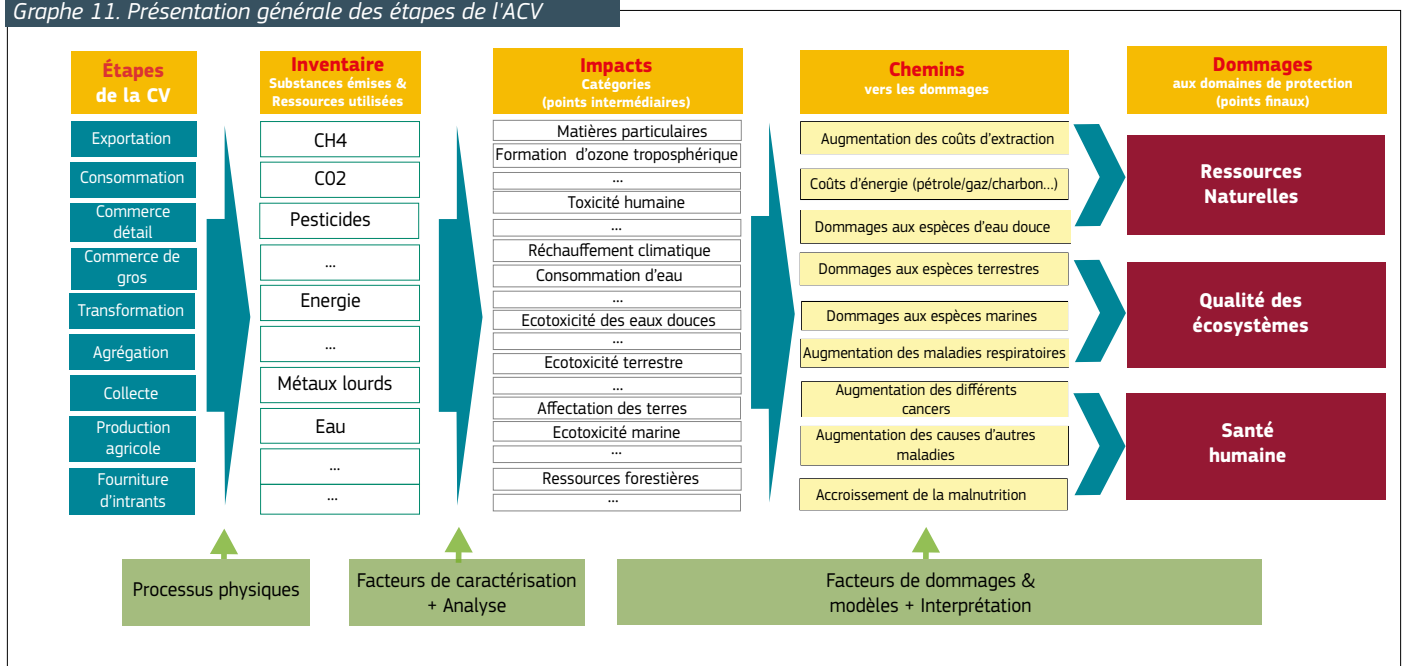 Graphe 11. Présentation générale des étapes de l'ACV
Étapes
de la CV
Exportation
Consommation
Commerce
détail
Commerce de
gros
Transformation
Agrégation
Collecte
Production
agricole
Fourniture
d'intrants
Inventaire
Substances émises &
Ressources utilisées
CH4
CO2
Pesticides
...
Energie
...
Métaux lourds
Eau
...
...
Impacts
Catégories
(points intermédiaires)
Matières particulaires
Formation d'ozone troposphérique
...
Toxicité humaine
...
Réchauffement climatique
Consommation d'eau
...
Ecotoxicité des eaux douces
...
Ecotoxicité terrestre
...
Affectation des terres
Ecotoxicité marine
...
Ressources forestières
...
Chemins
vers les dommages
Augmentation des coûts d'extraction
Coûts d'énergie (pétrole/gaz/charbon...)
Dommages aux espèces d'eau douce
Dommages aux espèces terrestres
Dommages aux espèces marines
Augmentation des maladies respiratoires
Augmentation des différents
cancers
Augmentation des causes d'autres
maladies
Accroissement de la malnutrition
Dommages
aux domaines de protection
(points finaux)
Ressources
Naturelles
Qualité des
écosystèmes
Santé
humaine
Processus physiques
Facteurs de caractérisation
+ Analyse
Facteurs de dommages &
modèles + Interprétation